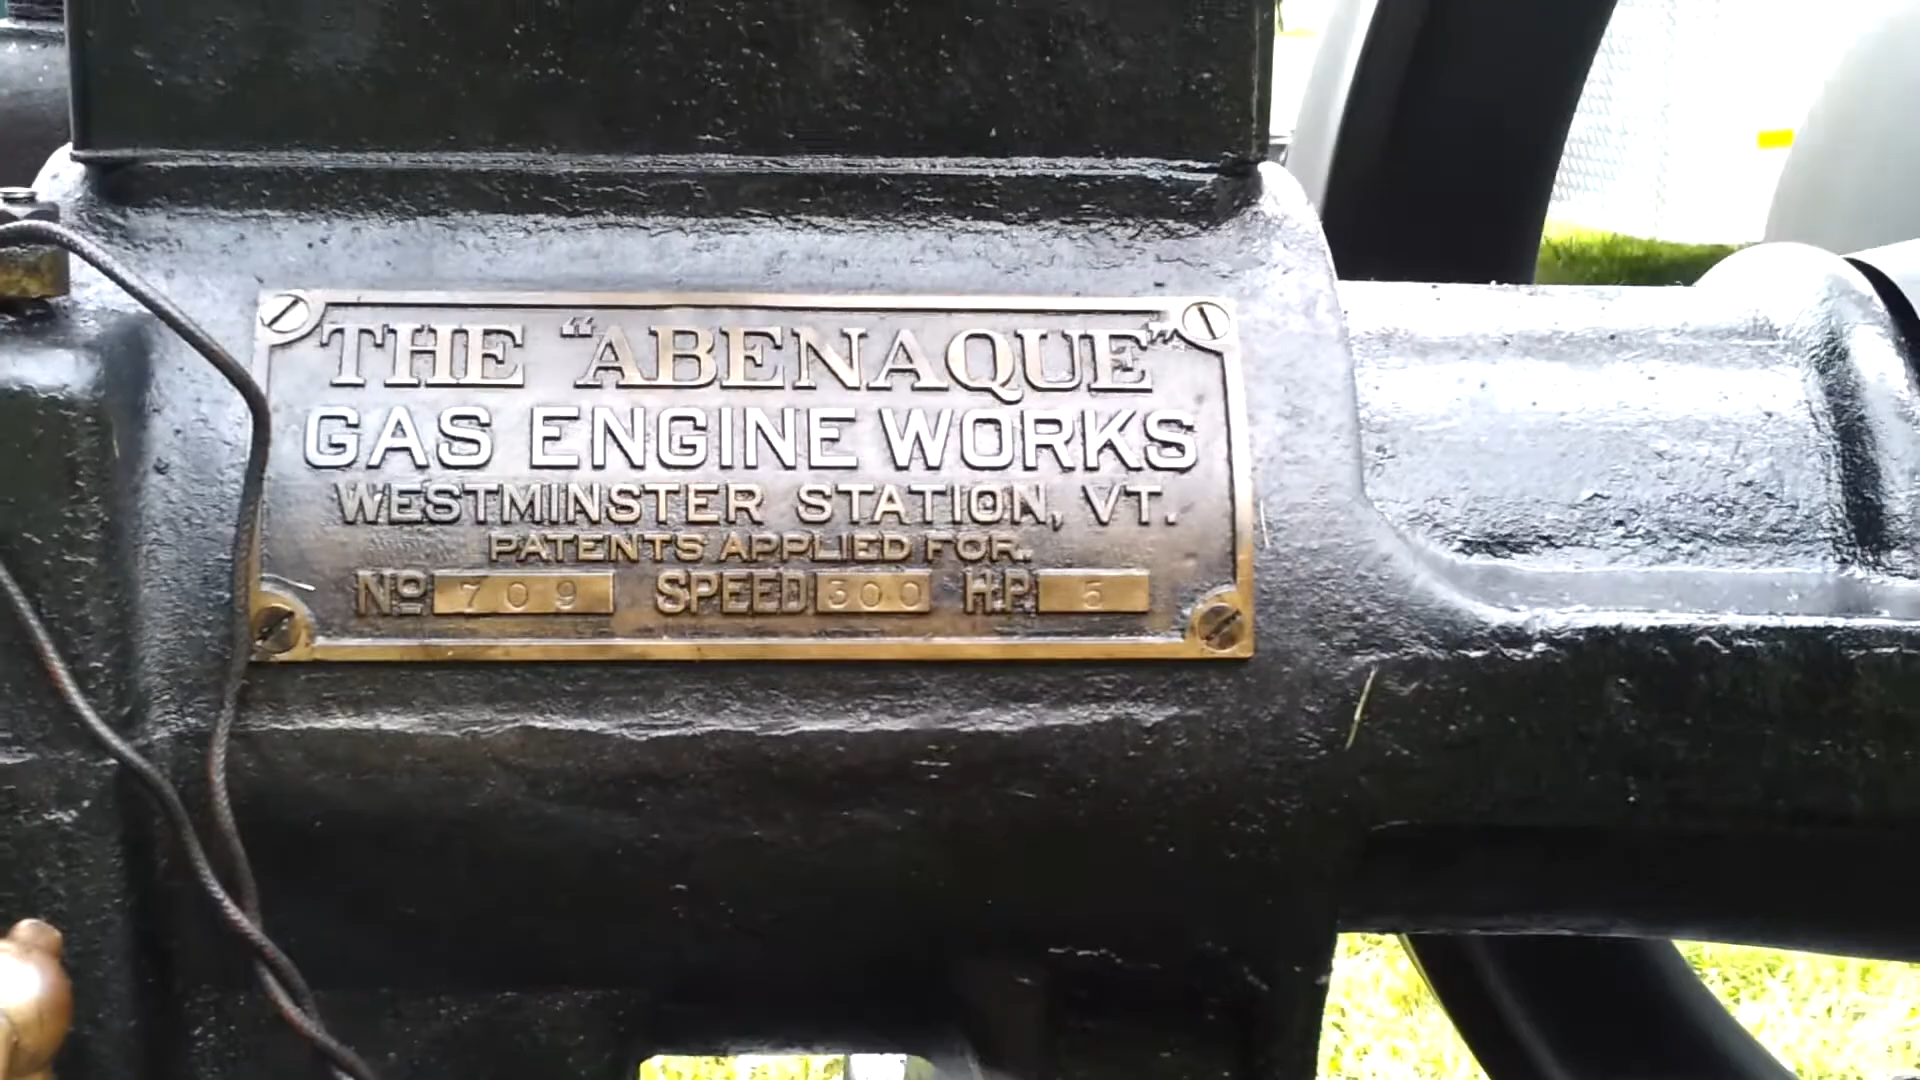 THE "ABENAQUE"
GAS ENGINE WORKS
WESTMINSTER STATION, VT.
PATENTS APPLIED FOR.
No 709 SPEED 300 H.P. 5